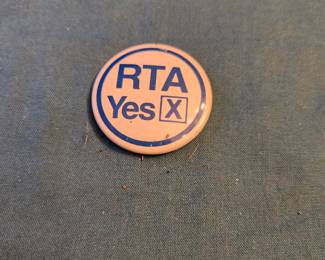 RTA
Yes X